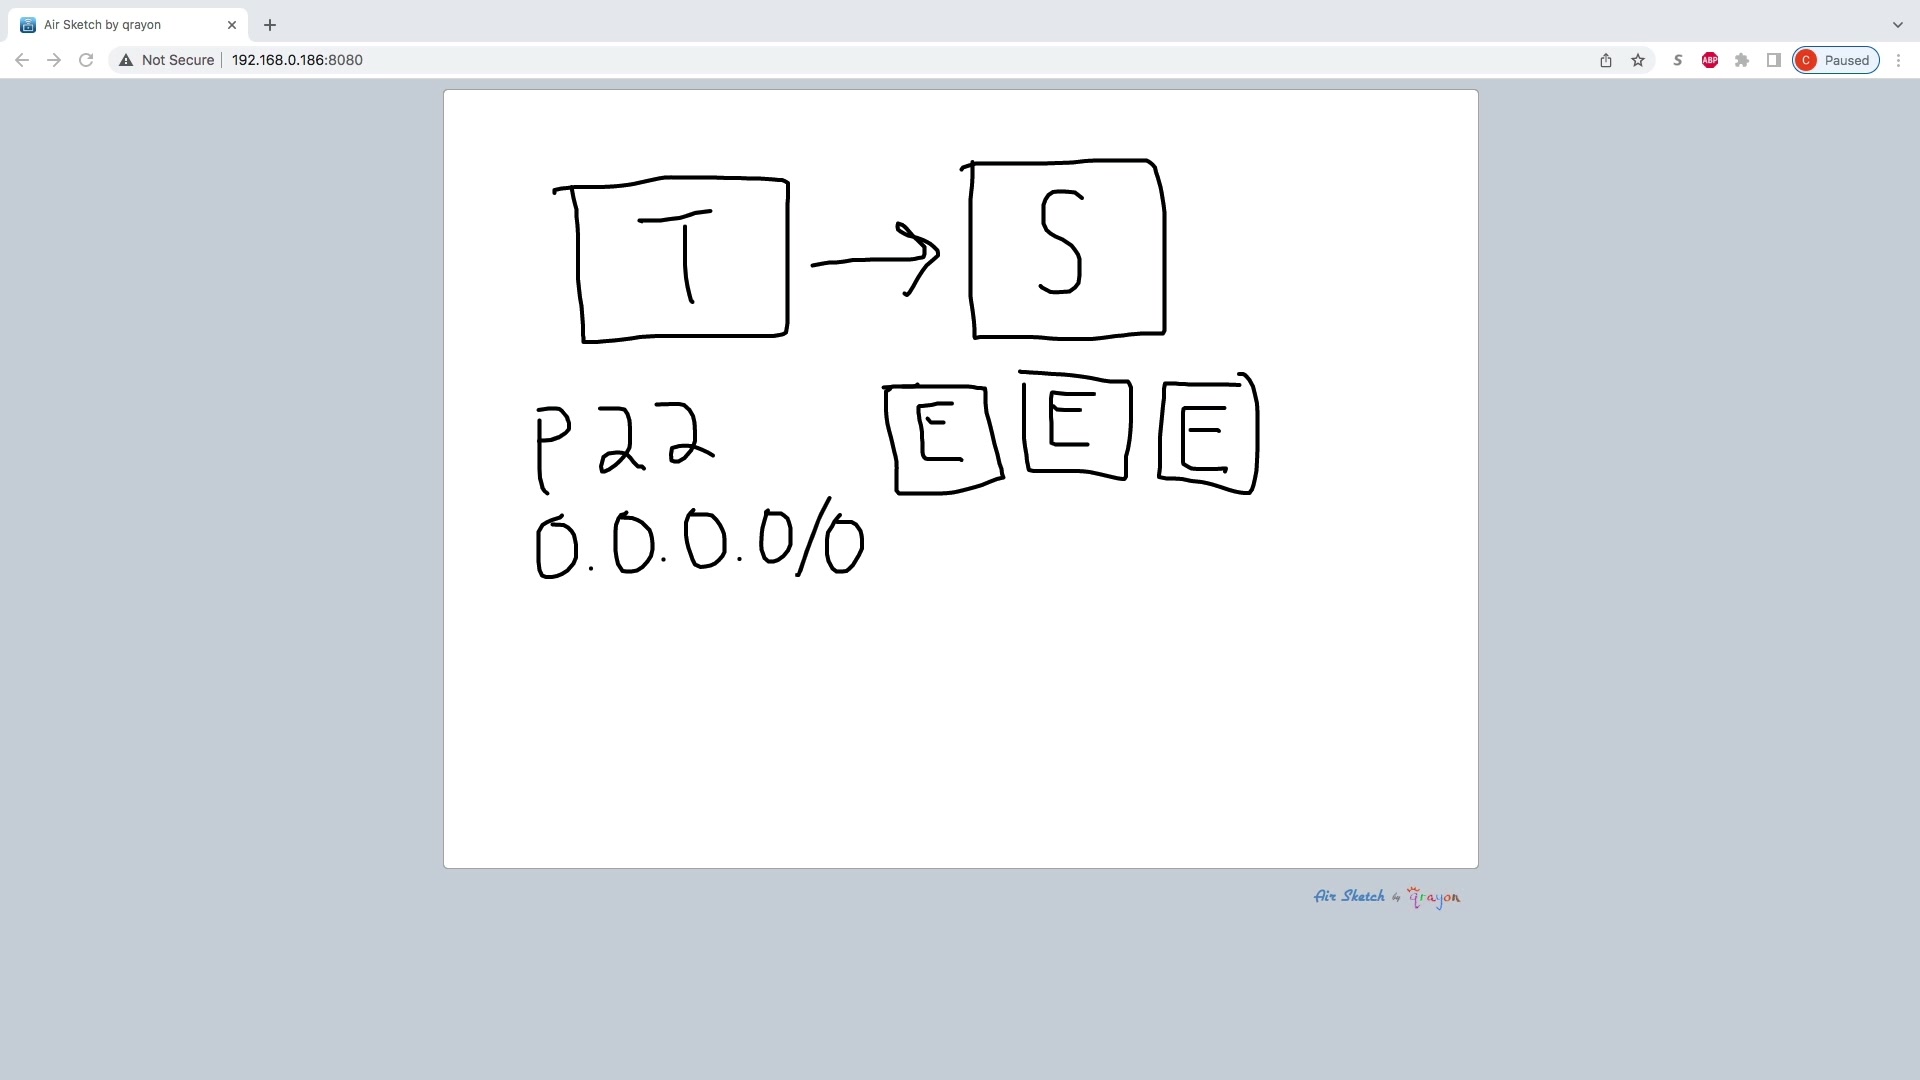 Air Sketch by qrayon
Not Secure 192.168.0.186:8080
S
ABP
C Paused
T S
E E E
P22
0.0.0.0/0
Air Sketch by qrayon